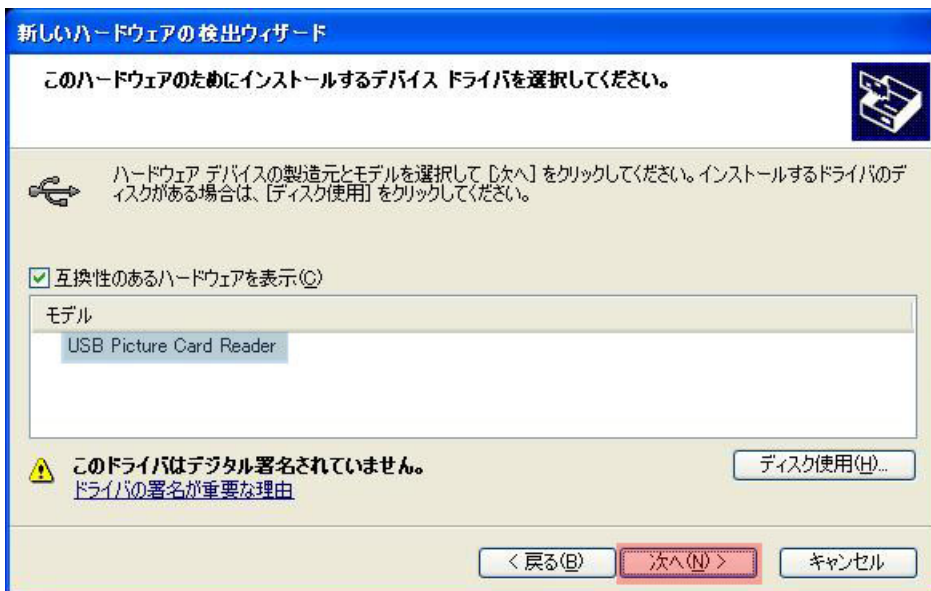 新しいハードウェアの検出ウィザード
このハードウェアのためにインストールするデバイス ドライバを選択してください。
ハードウェア デバイスの製造元とモデルを選択して [次へ] をクリックしてください。インストールするドライバのデ
ィスクがある場合は、[ディスク使用] をクリックしてください。
互換性のあるハードウェアを表示(C)
モデル
USB Picture Card Reader
このドライバはデジタル署名されていません。
ドライバの署名が重要な理由
ディスク使用(H)...
< 戻る(B)
次へ(N) >
キャンセル